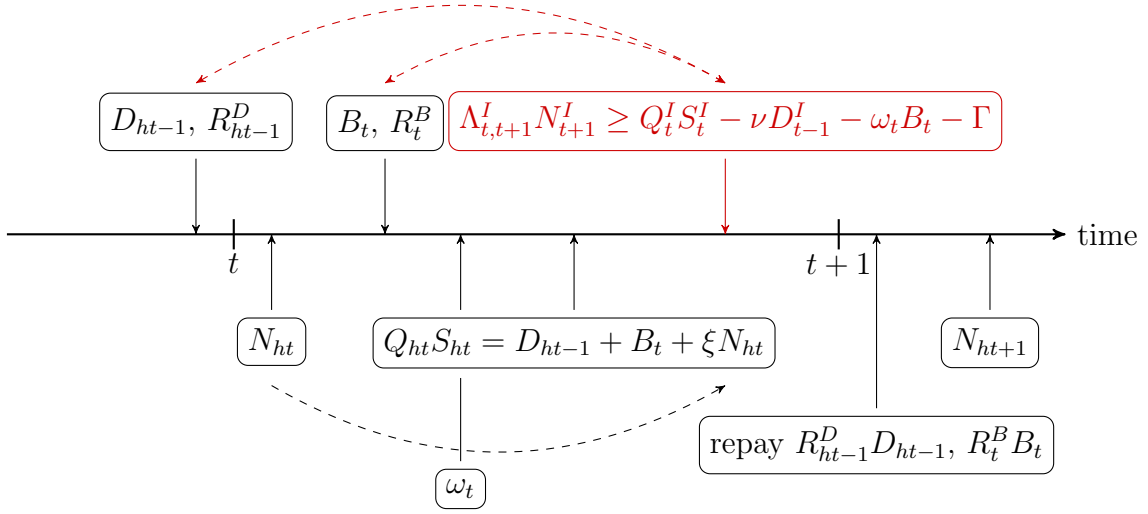 D_{ht−1}, R^D_{ht−1}
B_t, R^B_t
Λ^I_{t,t+1} N^I_{t+1} ≥ Q^I_t S^I_t − νD^I_{t−1} − ω_t B_t − Γ
time
t
t + 1
N_{ht}
Q_{ht} S_{ht} = D_{ht−1} + B_t + ξN_{ht}
N_{ht+1}
repay R^D_{ht−1} D_{ht−1}, R^B_t B_t
ω_t